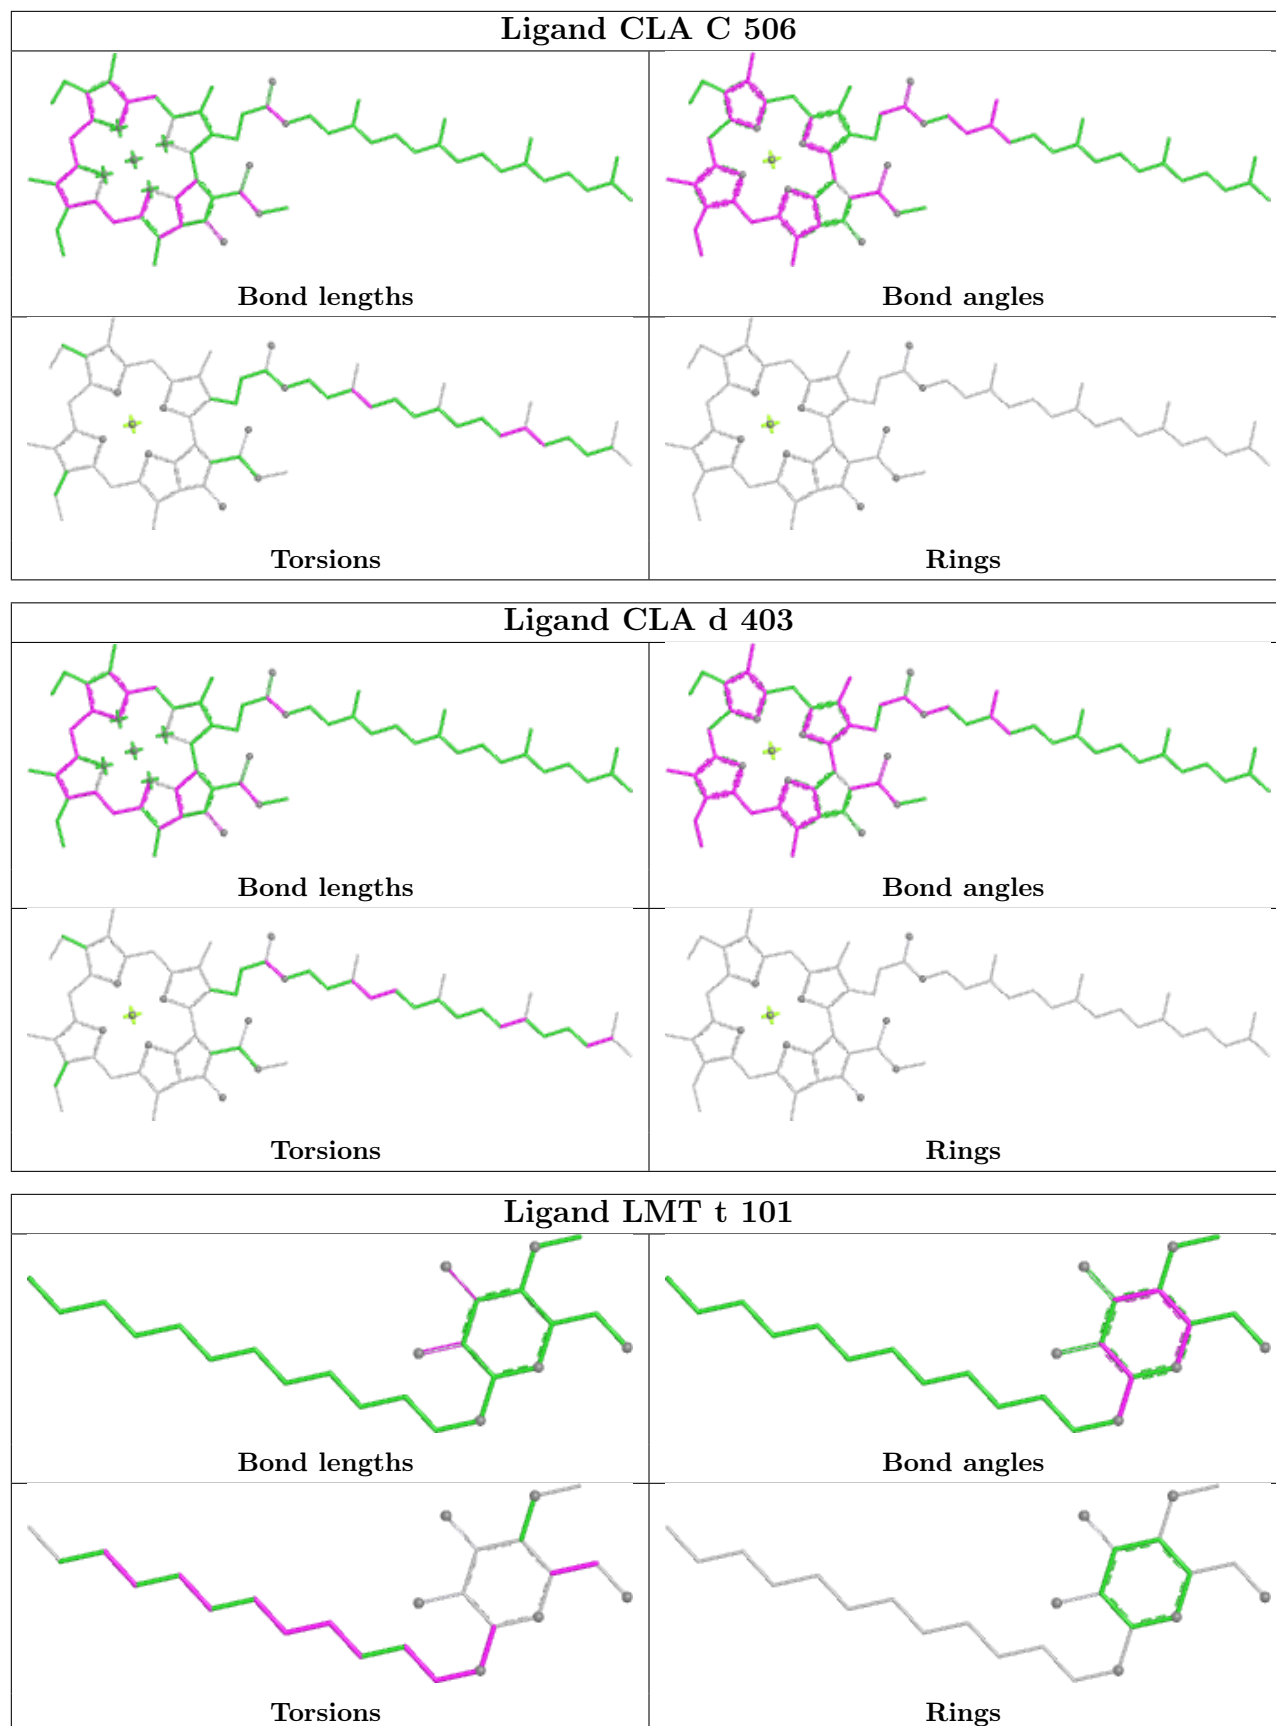 Ligand CLA C 506
Bond lengths
Bond angles
Torsions
Rings
Ligand CLA d 403
Bond lengths
Bond angles
Torsions
Rings
Ligand LMT t 101
Bond lengths
Bond angles
Torsions
Rings